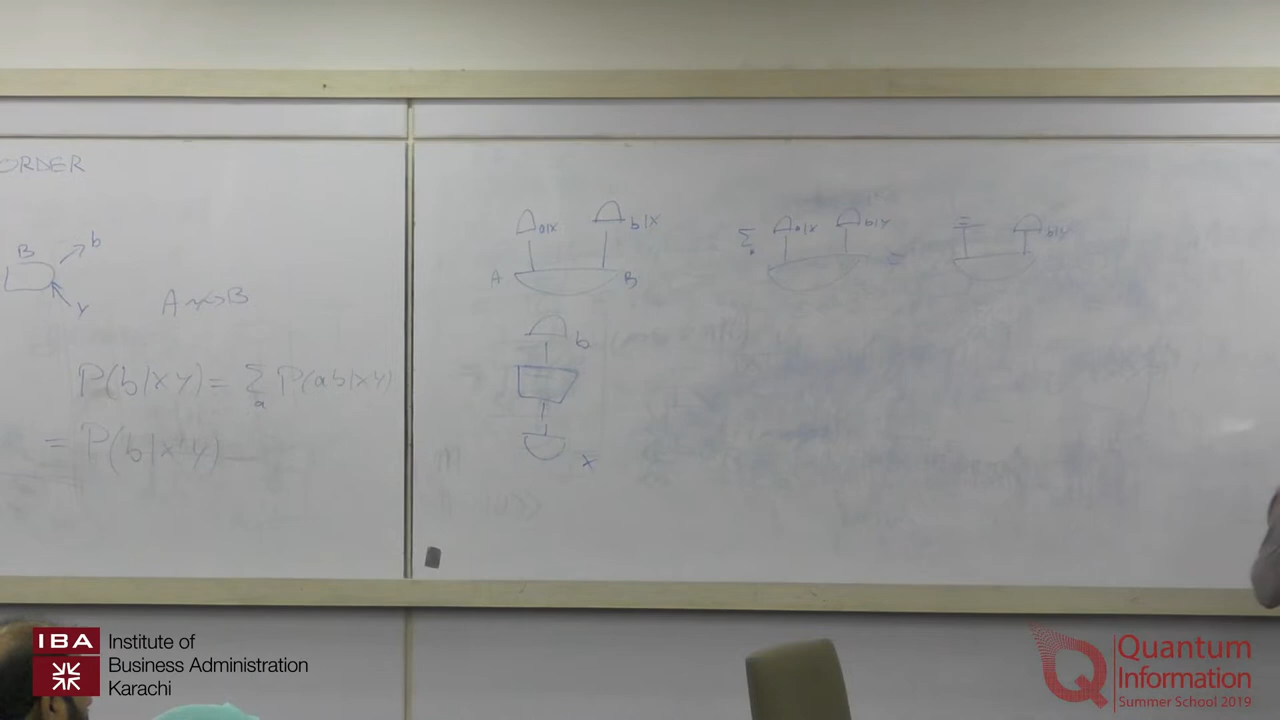 ORDER
B
b
y
A ⇝ B
P(b|xy) = Σ P(ab|xy)
a
= P(b|x'y)
a|x b|x
A B
b
x
Σ a|x b|y = b|y
a
IBA
Institute of
Business Administration
Karachi
Quantum
Information
Summer School 2019